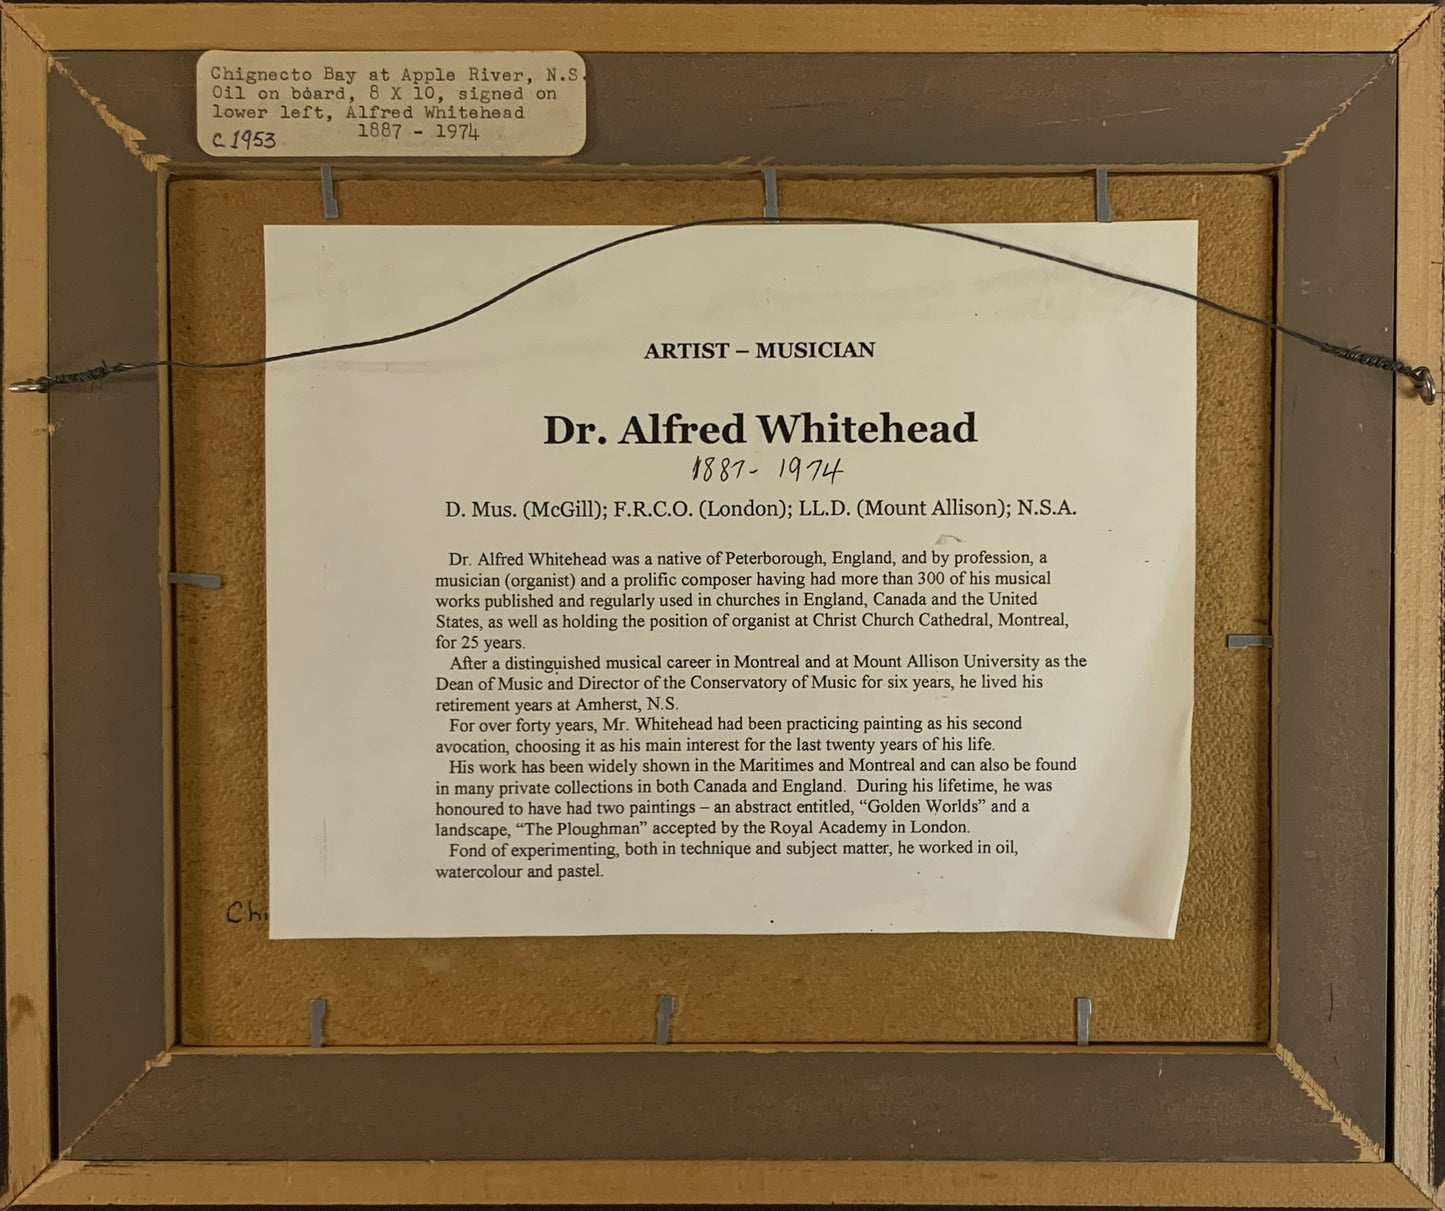 Chignecto Bay at Apple River, N.S.
Oil on board, 8 X 10, signed on
lower left, Alfred Whitehead
1887 - 1974
c.1953
ARTIST – MUSICIAN
Dr. Alfred Whitehead
1887- 1974
D. Mus. (McGill); F.R.C.O. (London); LL.D. (Mount Allison); N.S.A.
Dr. Alfred Whitehead was a native of Peterborough, England, and by profession, a
musician (organist) and a prolific composer having had more than 300 of his musical
works published and regularly used in churches in England, Canada and the United
States, as well as holding the position of organist at Christ Church Cathedral, Montreal,
for 25 years.
After a distinguished musical career in Montreal and at Mount Allison University as the
Dean of Music and Director of the Conservatory of Music for six years, he lived his
retirement years at Amherst, N.S.
For over forty years, Mr. Whitehead had been practicing painting as his second
avocation, choosing it as his main interest for the last twenty years of his life.
His work has been widely shown in the Maritimes and Montreal and can also be found
in many private collections in both Canada and England.  During his lifetime, he was
honoured to have had two paintings – an abstract entitled, “Golden Worlds” and a
landscape, “The Ploughman” accepted by the Royal Academy in London.
Fond of experimenting, both in technique and subject matter, he worked in oil,
watercolour and pastel.
Chi